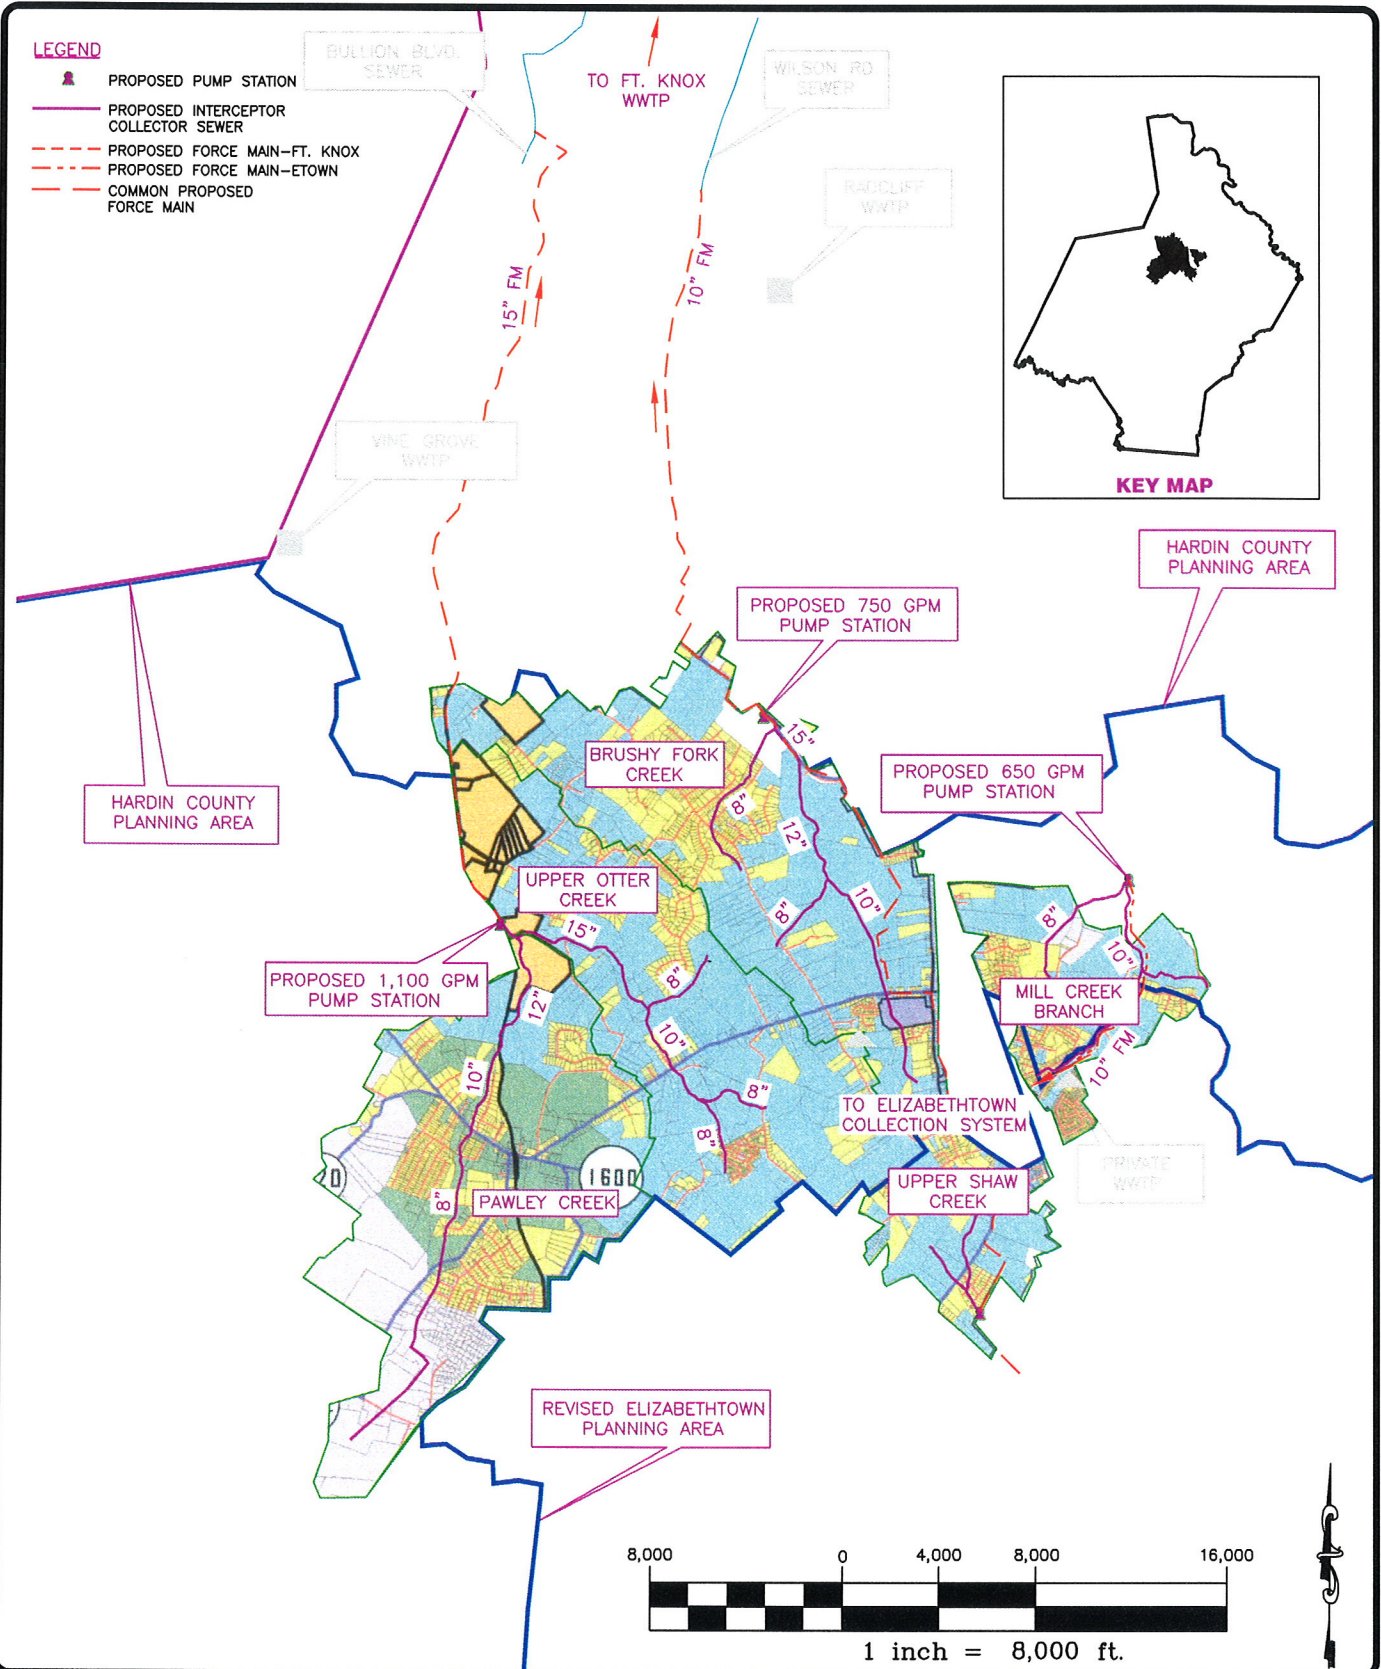 LEGEND
PROPOSED PUMP STATION
PROPOSED INTERCEPTOR
COLLECTOR SEWER
PROPOSED FORCE MAIN-FT. KNOX
PROPOSED FORCE MAIN-ETOWN
COMMON PROPOSED
FORCE MAIN
BULLION BLVD.
SEWER
TO FT. KNOX
WWTP
WILSON RD
SEWER
RADCLIFF
WWTP
15" FM
10" FM
VINE GROVE
WWTP
KEY MAP
HARDIN COUNTY
PLANNING AREA
PROPOSED 750 GPM
PUMP STATION
HARDIN COUNTY
PLANNING AREA
BRUSHY FORK
CREEK
15"
PROPOSED 650 GPM
PUMP STATION
8"
12"
UPPER OTTER
CREEK
15"
8"
10"
8"
10"
PROPOSED 1,100 GPM
PUMP STATION
12"
8"
MILL CREEK
BRANCH
10"
10"
10" FM
8"
8"
TO ELIZABETHTOWN
COLLECTION SYSTEM
PRIVATE
WWTP
20
1600
8"
PAWLEY CREEK
UPPER SHAW
CREEK
REVISED ELIZABETHTOWN
PLANNING AREA
8,000
0
4,000
8,000
16,000
1 inch = 8,000 ft.